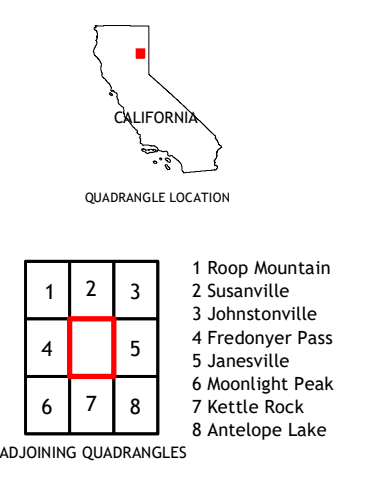 CALIFORNIA
QUADRANGLE LOCATION
1 2 3
4 5
6 7 8
1 Roop Mountain
2 Susanville
3 Johnstonville
4 Fredonyer Pass
5 Janesville
6 Moonlight Peak
7 Kettle Rock
8 Antelope Lake
ADJOINING QUADRANGLES